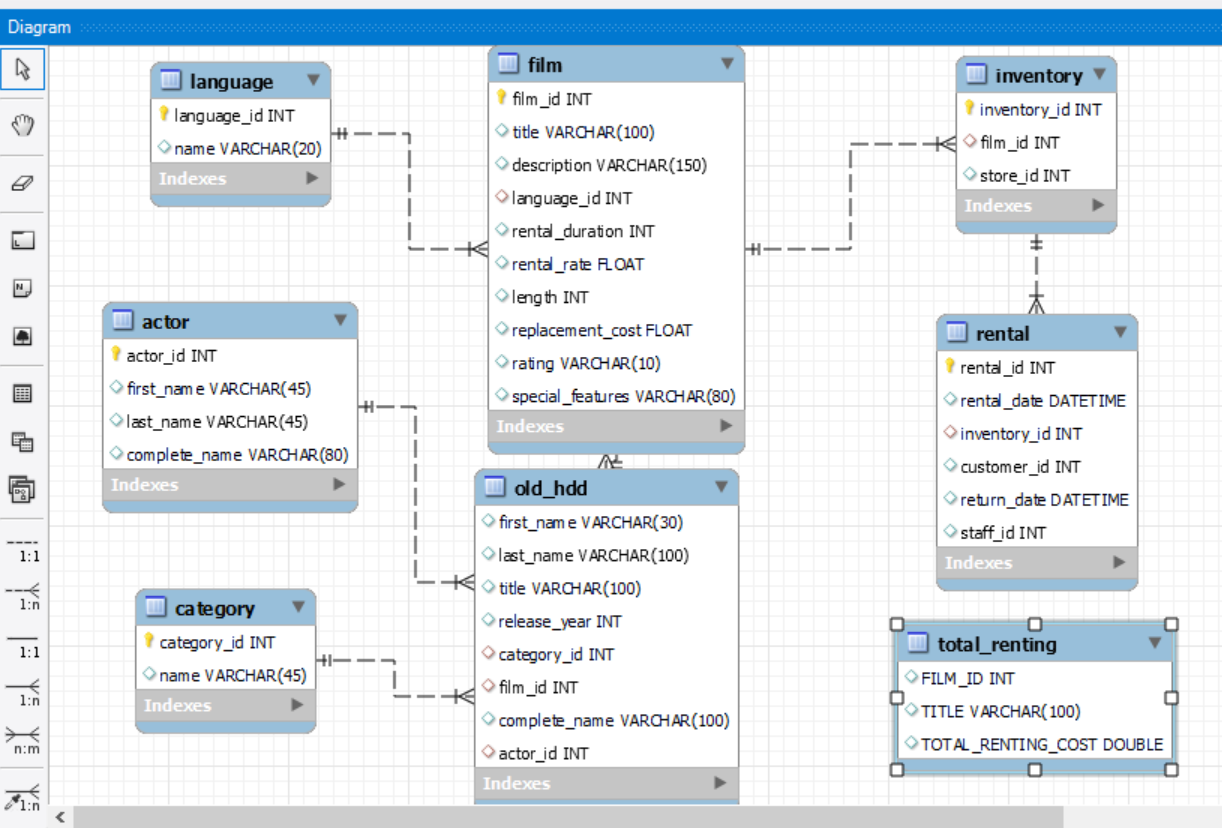 Diagram
language
language_id INT
name VARCHAR(20)
Indexes
film
film_id INT
title VARCHAR(100)
description VARCHAR(150)
language_id INT
rental_duration INT
rental_rate FLOAT
length INT
replacement_cost FLOAT
rating VARCHAR(10)
special_features VARCHAR(80)
Indexes
inventory
inventory_id INT
film_id INT
store_id INT
Indexes
actor
actor_id INT
first_name VARCHAR(45)
last_name VARCHAR(45)
complete_name VARCHAR(80)
Indexes
rental
rental_id INT
rental_date DATETIME
inventory_id INT
customer_id INT
return_date DATETIME
staff_id INT
Indexes
old_hdd
first_name VARCHAR(30)
last_name VARCHAR(100)
title VARCHAR(100)
release_year INT
category_id INT
film_id INT
complete_name VARCHAR(100)
actor_id INT
Indexes
category
category_id INT
name VARCHAR(45)
Indexes
total_renting
FILM_ID INT
TITLE VARCHAR(100)
TOTAL_RENTING_COST DOUBLE
1:1
1:n
1:1
1:n
n:m
1:n